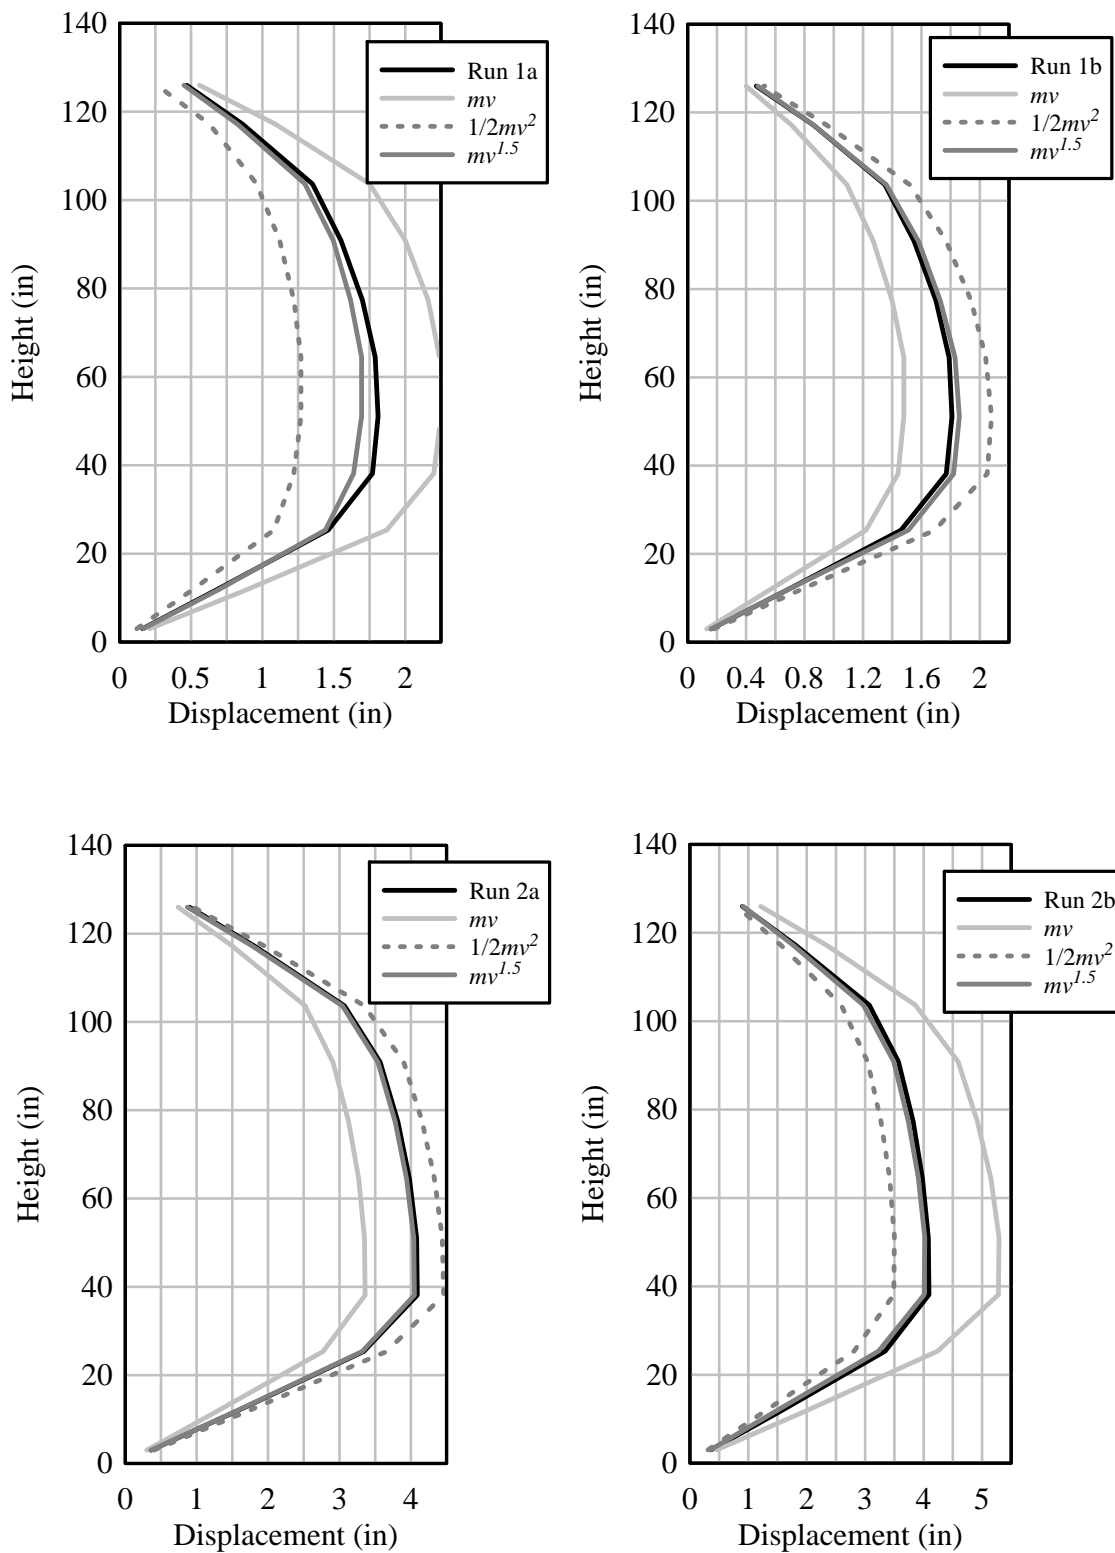 140
120
100
80
60
40
20
0
Height (in)
0 0.5 1 1.5 2
Displacement (in)
Run 1a
mv
1/2mv²
mv¹·⁵
140
120
100
80
60
40
20
0
Height (in)
0 0.4 0.8 1.2 1.6 2
Displacement (in)
Run 1b
mv
1/2mv²
mv¹·⁵
140
120
100
80
60
40
20
0
Height (in)
0 1 2 3 4
Displacement (in)
Run 2a
mv
1/2mv²
mv¹·⁵
140
120
100
80
60
40
20
0
Height (in)
0 1 2 3 4 5
Displacement (in)
Run 2b
mv
1/2mv²
mv¹·⁵